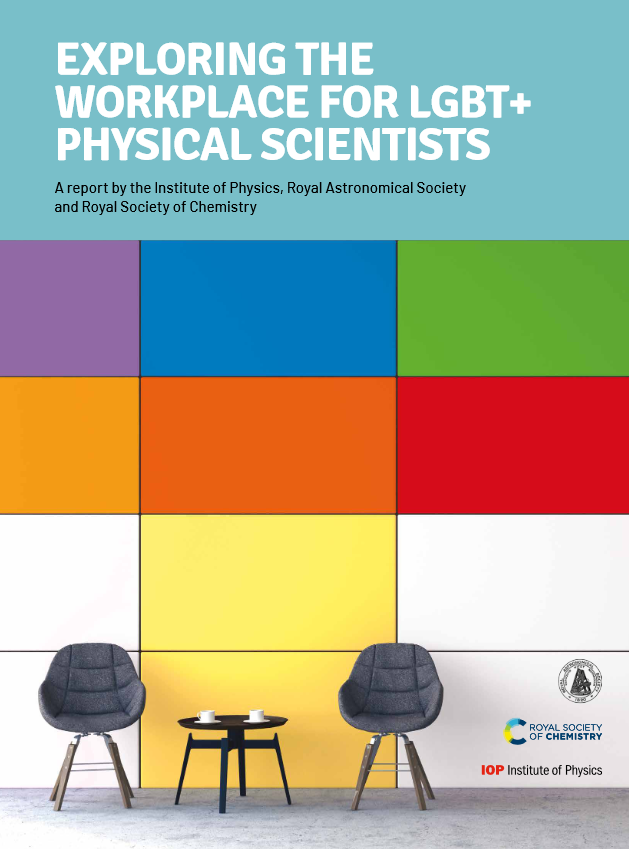 EXPLORING THE
WORKPLACE FOR LGBT+
PHYSICAL SCIENTISTS
A report by the Institute of Physics, Royal Astronomical Society
and Royal Society of Chemistry
ROYAL SOCIETY
OF CHEMISTRY
IOP Institute of Physics